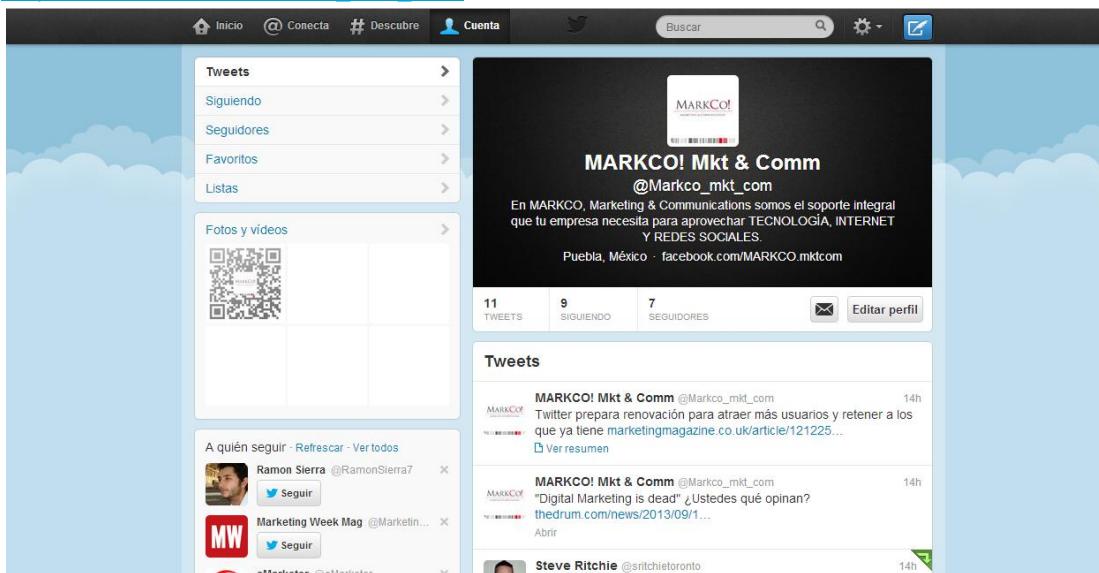 Inicio Conecta Descubre Cuenta Buscar
Tweets
Siguiendo
Seguidores
Favoritos
Listas
Fotos y vídeos
A quién seguir · Refrescar · Ver todos
Ramon Sierra @RamonSierra7
Seguir
Marketing Week Mag @Marketin...
Seguir
MARKCO!
MARKCO! Mkt & Comm
@Markco_mkt_com
En MARKCO, Marketing & Communications somos el soporte integral
que tu empresa necesita para aprovechar TECNOLOGÍA, INTERNET
Y REDES SOCIALES.
Puebla, México · facebook.com/MARKCO.mktcom
11 9 7
TWEETS SIGUIENDO SEGUIDORES Editar perfil
Tweets
MARKCO! Mkt & Comm @Markco_mkt_com 14h
Twitter prepara renovación para atraer más usuarios y retener a los
que ya tiene marketingmagazine.co.uk/article/121225...
Ver resumen
MARKCO! Mkt & Comm @Markco_mkt_com 14h
"Digital Marketing is dead" ¿Ustedes qué opinan?
thedrum.com/news/2013/09/1...
Abrir
Steve Ritchie @sritchietoronto 14h